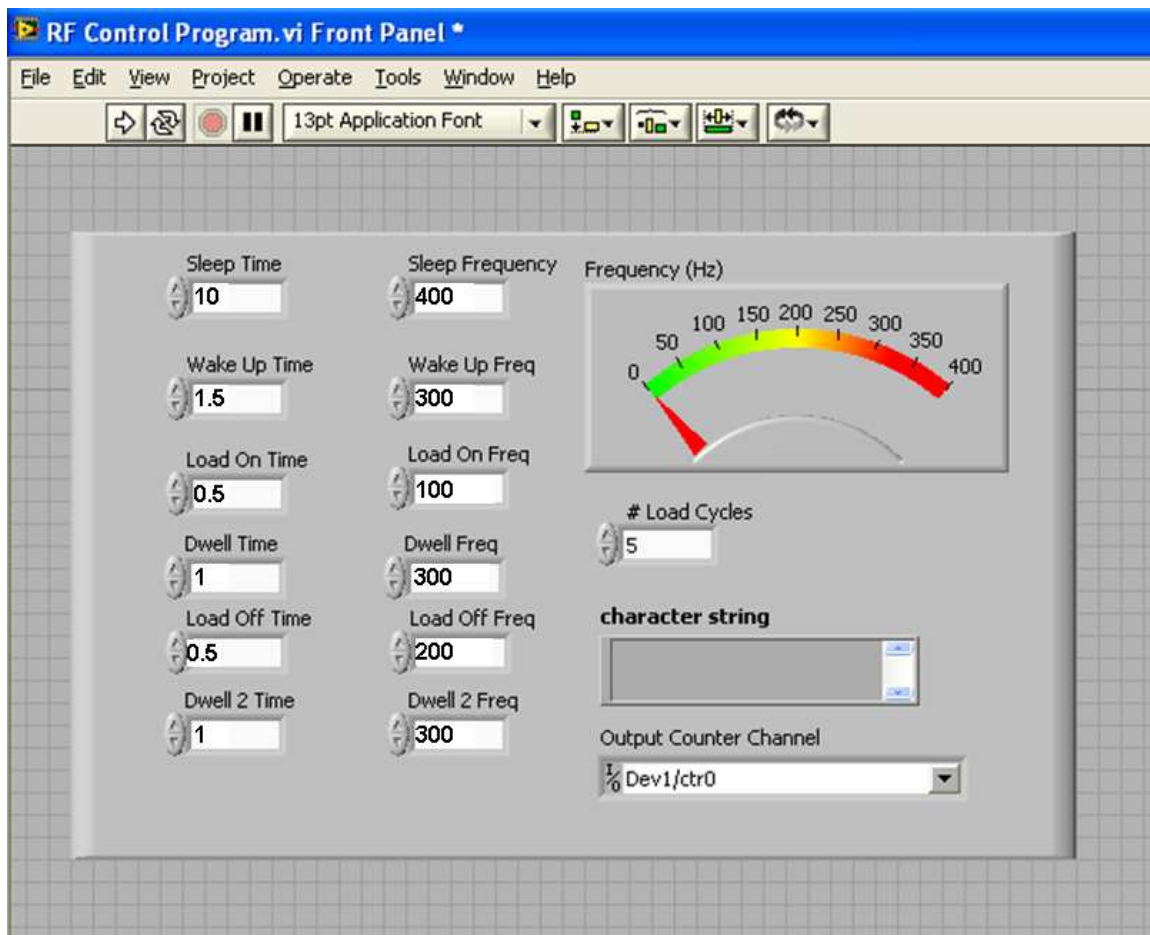 RF Control Program.vi Front Panel *
File Edit View Project Operate Tools Window Help
13pt Application Font
Sleep Time
10
Sleep Frequency
400
Wake Up Time
1.5
Wake Up Freq
300
Load On Time
0.5
Load On Freq
100
Dwell Time
1
Dwell Freq
300
Load Off Time
0.5
Load Off Freq
200
Dwell 2 Time
1
Dwell 2 Freq
300
Frequency (Hz)
0 50 100 150 200 250 300 350 400
# Load Cycles
5
character string
Output Counter Channel
I/O Dev1/ctr0